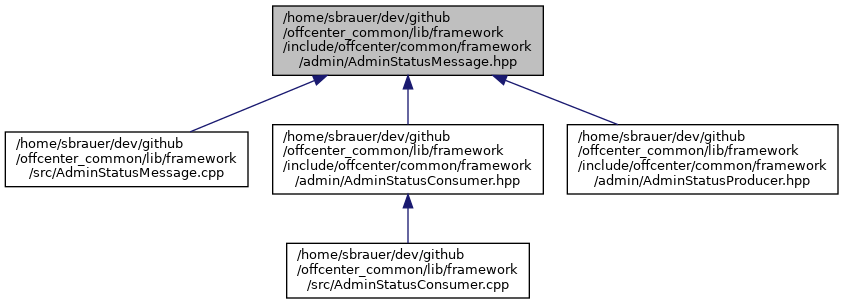 /home/sbrauer/dev/github
/offcenter_common/lib/framework
/include/offcenter/common/framework
/admin/AdminStatusMessage.hpp
/home/sbrauer/dev/github
/offcenter_common/lib/framework
/src/AdminStatusMessage.cpp
/home/sbrauer/dev/github
/offcenter_common/lib/framework
/include/offcenter/common/framework
/admin/AdminStatusConsumer.hpp
/home/sbrauer/dev/github
/offcenter_common/lib/framework
/include/offcenter/common/framework
/admin/AdminStatusProducer.hpp
/home/sbrauer/dev/github
/offcenter_common/lib/framework
/src/AdminStatusConsumer.cpp